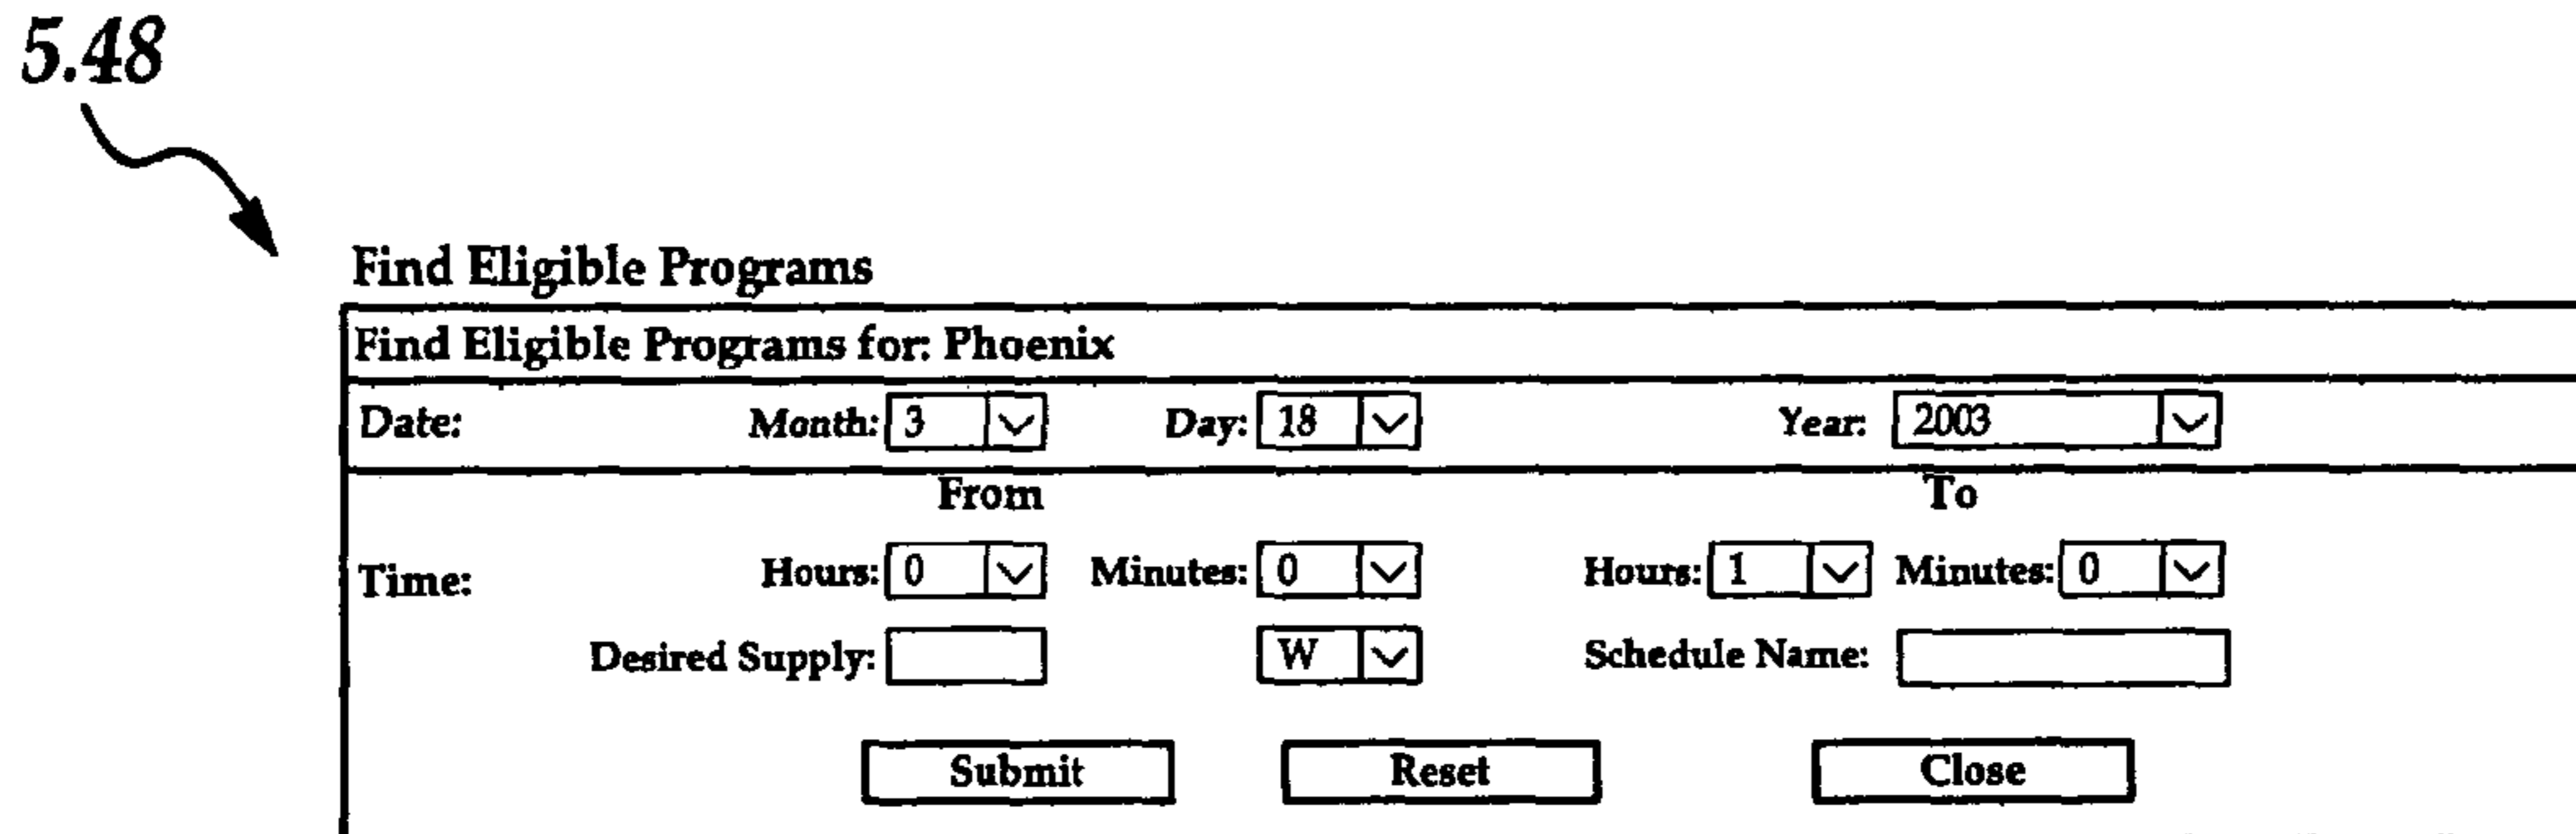 5.48
Find Eligible Programs
Find Eligible Programs for: Phoenix
Date: Month: 3 Day: 18 Year: 2003
From To
Time: Hours: 0 Minutes: 0 Hours: 1 Minutes: 0
Desired Supply: W Schedule Name:
Submit Reset Close